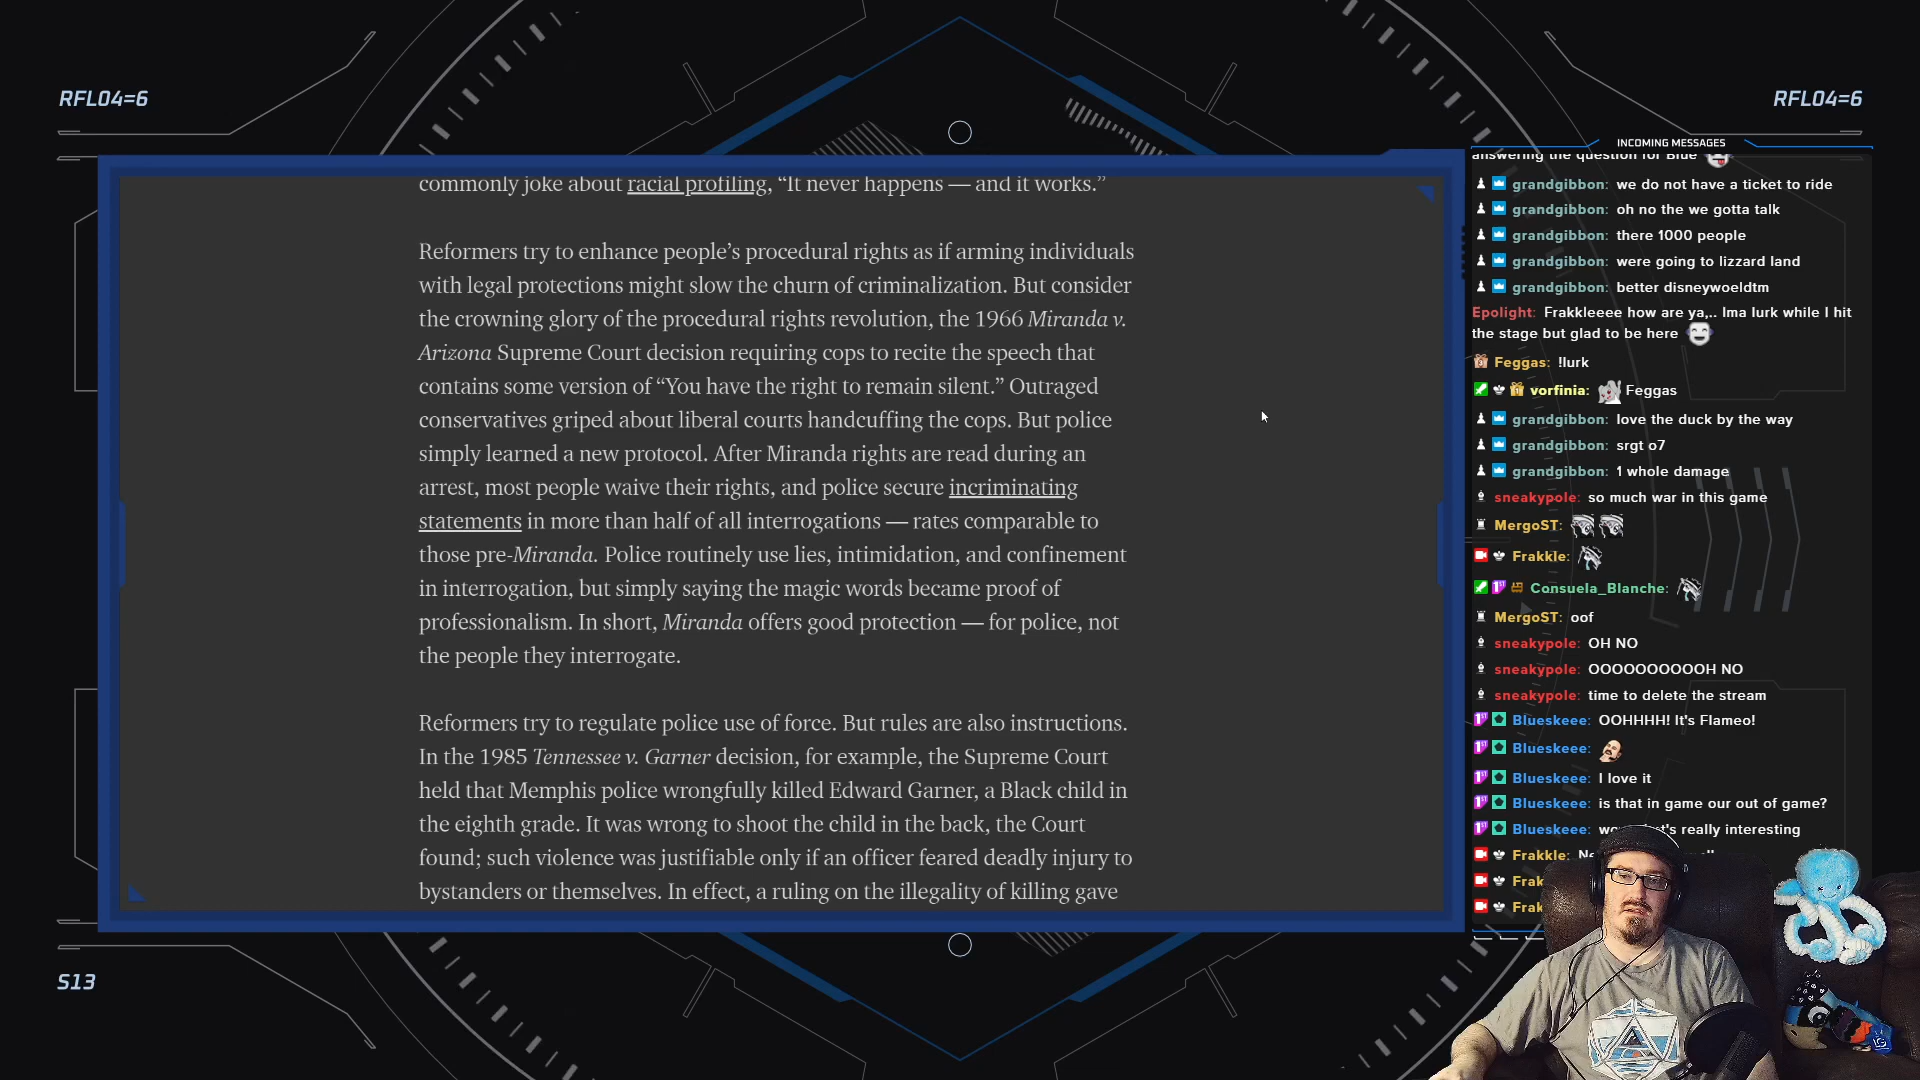 RFL04=6
RFL04=6
commonly joke about racial profiling, “It never happens — and it works.”
Reformers try to enhance people’s procedural rights as if arming individuals
with legal protections might slow the churn of criminalization. But consider
the crowning glory of the procedural rights revolution, the 1966 Miranda v.
Arizona Supreme Court decision requiring cops to recite the speech that
contains some version of “You have the right to remain silent.” Outraged
conservatives griped about liberal courts handcuffing the cops. But police
simply learned a new protocol. After Miranda rights are read during an
arrest, most people waive their rights, and police secure incriminating
statements in more than half of all interrogations — rates comparable to
those pre-Miranda. Police routinely use lies, intimidation, and confinement
in interrogation, but simply saying the magic words became proof of
professionalism. In short, Miranda offers good protection — for police, not
the people they interrogate.
Reformers try to regulate police use of force. But rules are also instructions.
In the 1985 Tennessee v. Garner decision, for example, the Supreme Court
held that Memphis police wrongfully killed Edward Garner, a Black child in
the eighth grade. It was wrong to shoot the child in the back, the Court
found; such violence was justifiable only if an officer feared deadly injury to
bystanders or themselves. In effect, a ruling on the illegality of killing gave
INCOMING MESSAGES
answering the question for Blue
grandgibbon: we do not have a ticket to ride
grandgibbon: oh no the we gotta talk
grandgibbon: there 1000 people
grandgibbon: were going to lizzard land
grandgibbon: better disneywoeldtm
Epolight: Frakkleeee how are ya,.. Ima lurk while I hit
the stage but glad to be here
Feggas: !lurk
vorfinia: Feggas
grandgibbon: love the duck by the way
grandgibbon: srgt o7
grandgibbon: 1 whole damage
sneakypole: so much war in this game
MergoST:
Frakkle:
Consuela_Blanche:
MergoST: oof
sneakypole: OH NO
sneakypole: OOOOOOOOOOH NO
sneakypole: time to delete the stream
Blueskeee: OOHHHH! It's Flameo!
Blueskeee:
Blueskeee: I love it
Blueskeee: is that in game our out of game?
Blueskeee: really interesting
Frakkle:
Frak
Frak
S13